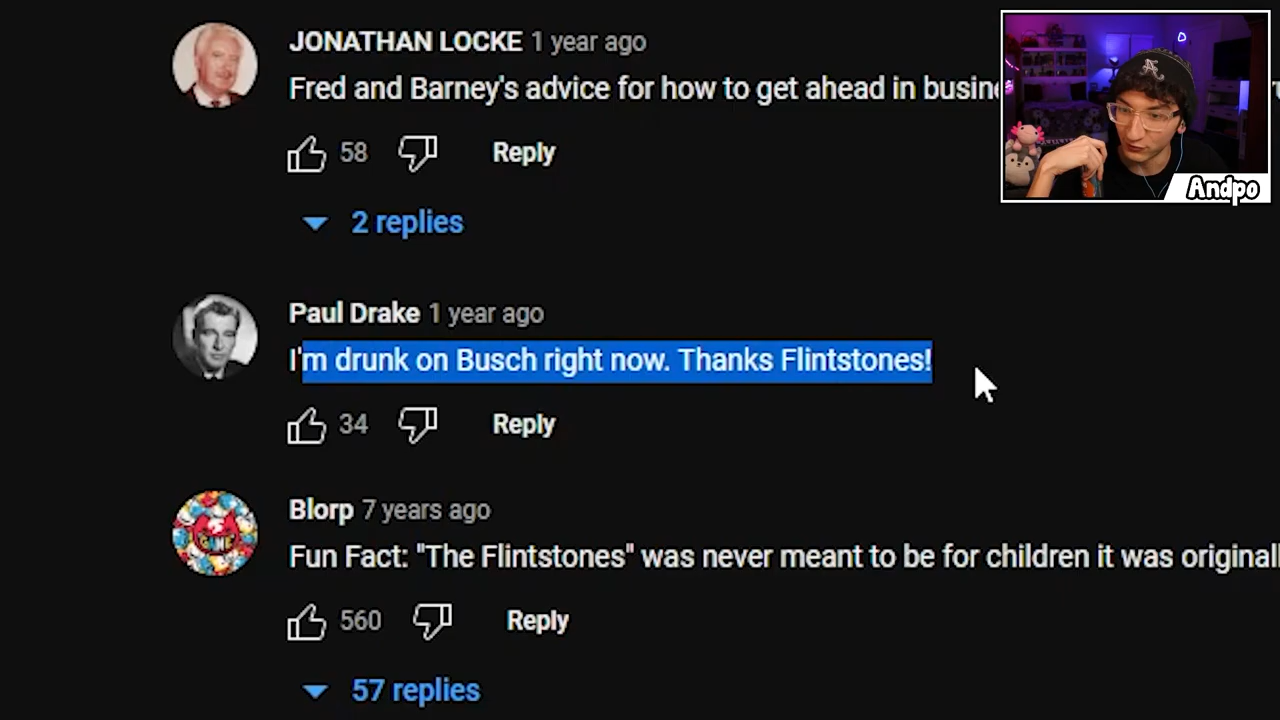 JONATHAN LOCKE 1 year ago
Fred and Barney's advice for how to get ahead in
58 Reply
2 replies
Andpo
Paul Drake 1 year ago
I'm drunk on Busch right now. Thanks Flintstones!
34 Reply
Blorp 7 years ago
Fun Fact: "The Flintstones" was never meant to be for children it was
560 Reply
57 replies